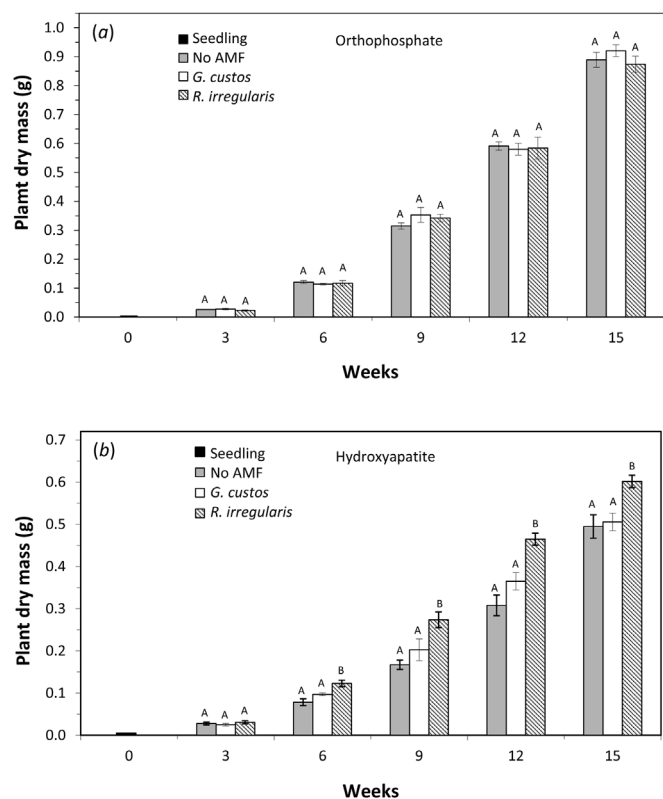 (a)
Orthophosphate
Seedling
No AMF
G. custos
R. irregularis
Plamt dry mass (g)
1.0
0.9
0.8
0.7
0.6
0.5
0.4
0.3
0.2
0.1
0.0
A A A
A A A
A A A
A A A
A A A
0 3 6 9 12 15
Weeks
(b)
Hydroxyapatite
Seedling
No AMF
G. custos
R. irregularis
Plant dry mass (g)
0.7
0.6
0.5
0.4
0.3
0.2
0.1
0.0
A A A
A A B
A A B
A A B
A A B
0 3 6 9 12 15
Weeks